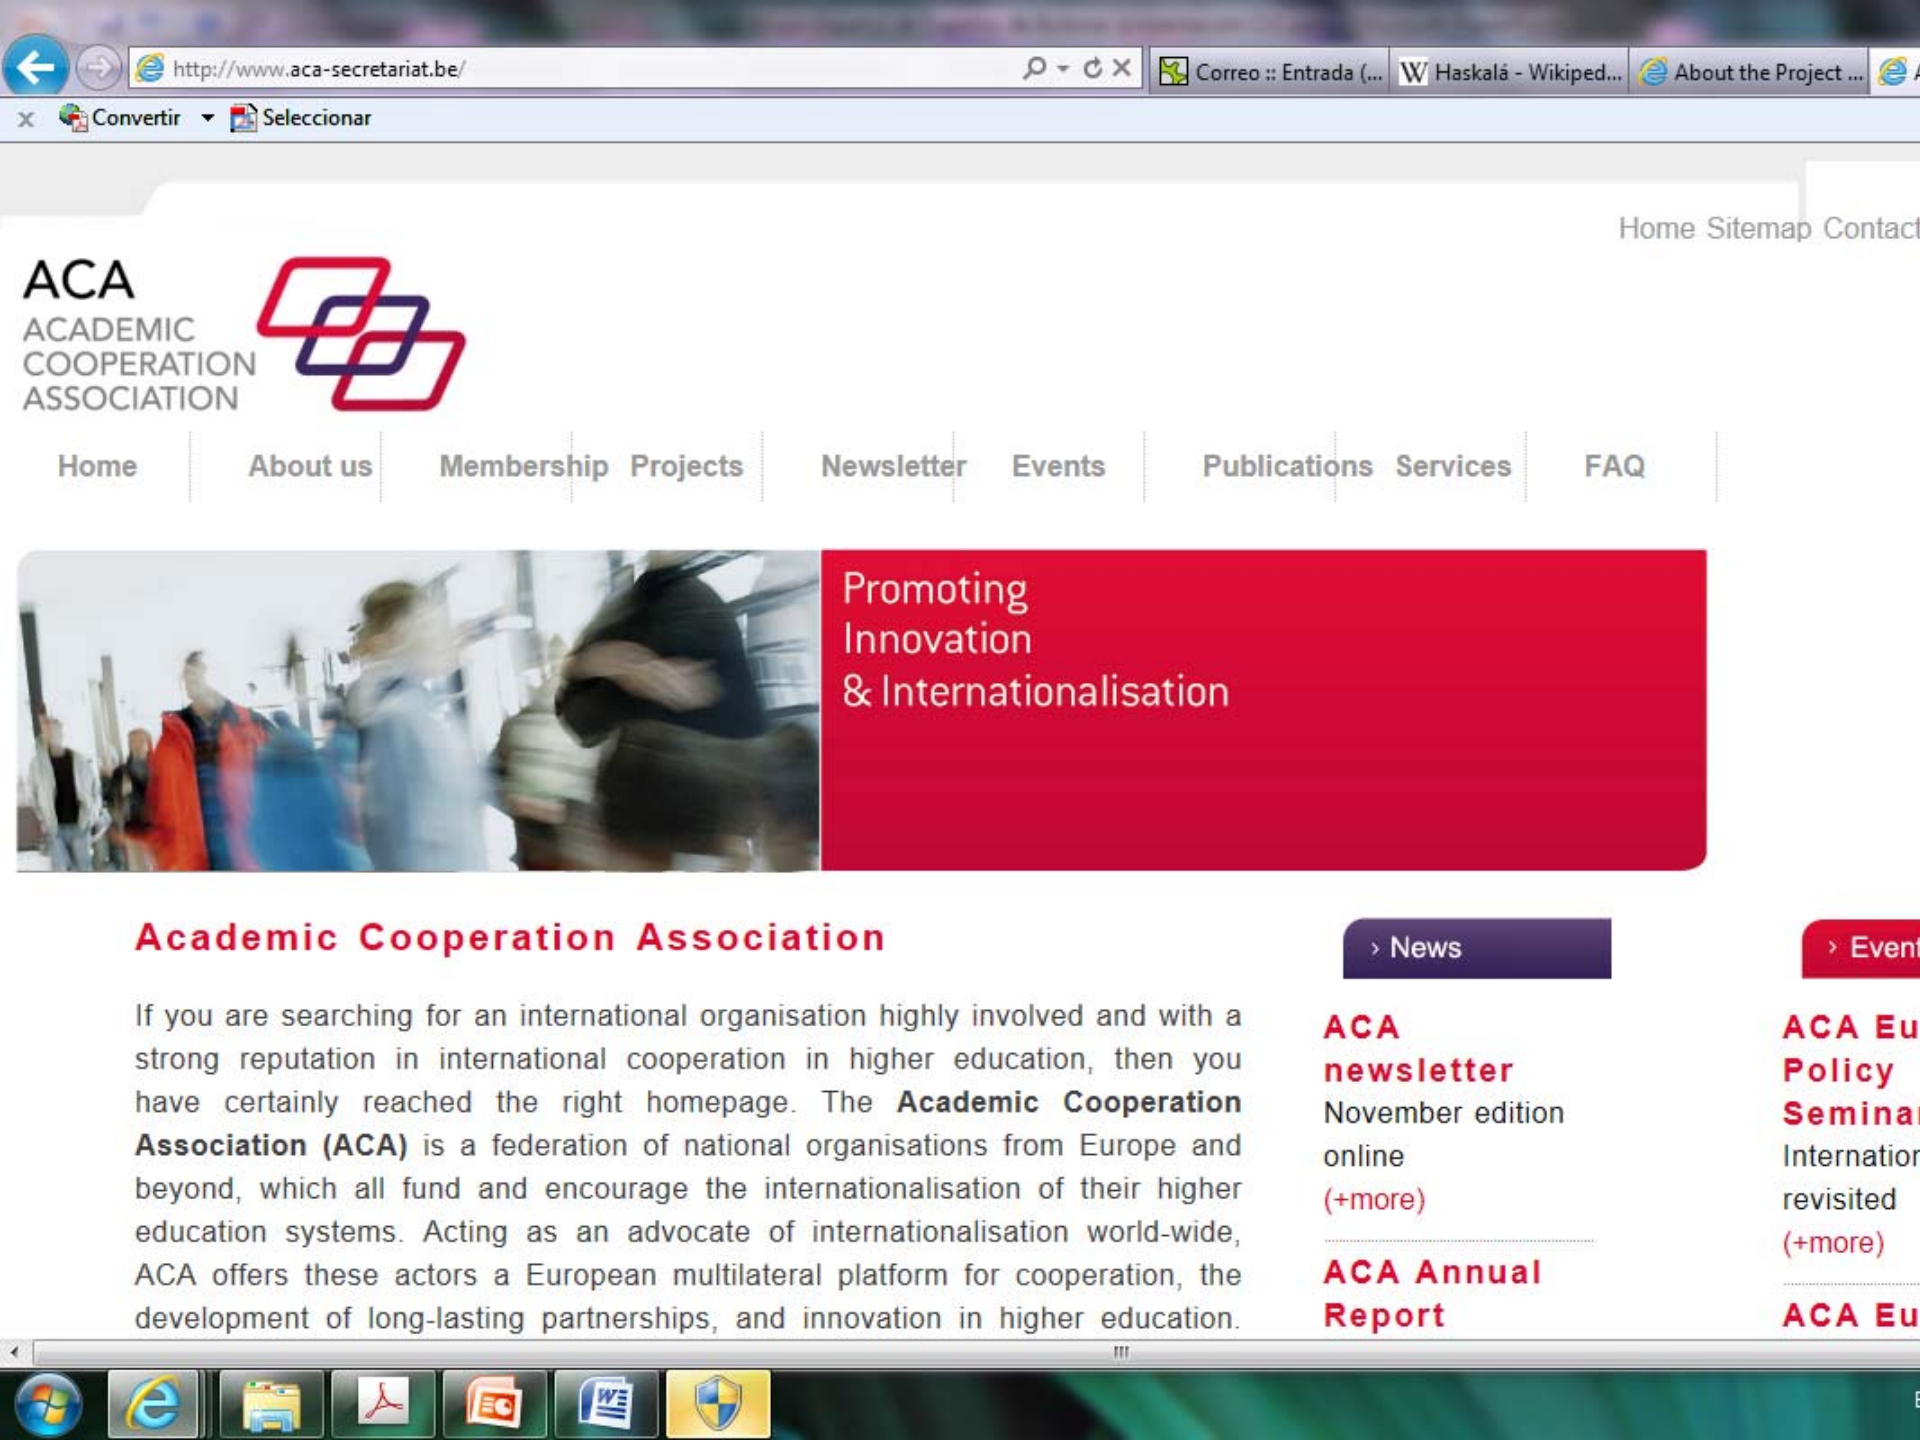 http://www.aca-secretariat.be/
Correo :: Entrada (...
Haskalá - Wikiped...
About the Project ...
Convertir
Seleccionar
Home Sitemap Contact
ACA
ACADEMIC
COOPERATION
ASSOCIATION
Home About us Membership Projects Newsletter Events Publications Services FAQ
Promoting
Innovation
& Internationalisation
Academic Cooperation Association
If you are searching for an international organisation highly involved and with a
strong reputation in international cooperation in higher education, then you
have certainly reached the right homepage. The Academic Cooperation
Association (ACA) is a federation of national organisations from Europe and
beyond, which all fund and encourage the internationalisation of their higher
education systems. Acting as an advocate of internationalisation world-wide,
ACA offers these actors a European multilateral platform for cooperation, the
development of long-lasting partnerships, and innovation in higher education.
› News
ACA
newsletter
November edition
online
(+more)
ACA Annual
Report
› Event
ACA Eu
Policy
Seminar
Internation
revisited
(+more)
ACA Eu